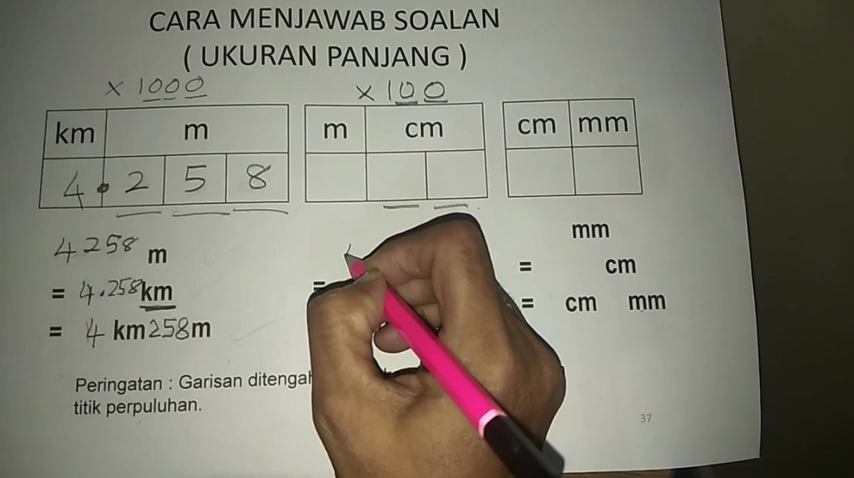 CARA MENJAWAB SOALAN
( UKURAN PANJANG )
× 1000
× 100
km m
m cm
cm mm
4 . 2 5 8
4258 m
= 4.258 km
= 4 km 258 m
=
mm
= cm
= cm mm
Peringatan : Garisan
titik perpuluhan.
37